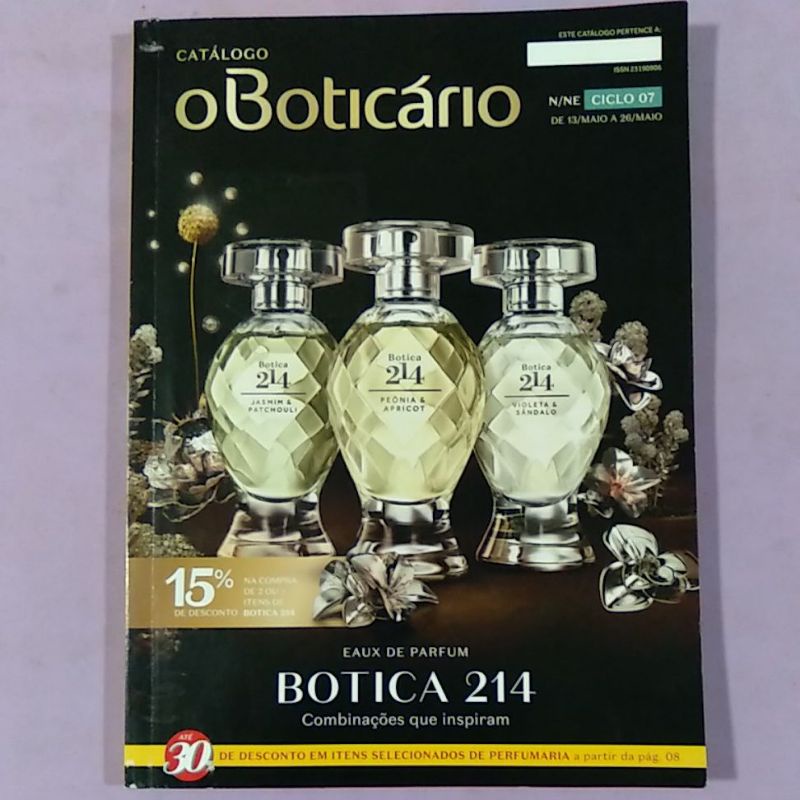 CATÁLOGO
oBoticário
ESTE CATÁLOGO PERTENCE A:
ISSN 23190906
N/NE CICLO 07
DE 13/MAIO A 26/MAIO
Botica
214
JASMIM &
PATCHOULI
Botica
214
PEÔNIA &
APRICOT
Botica
214
VIOLETA &
SÂNDALO
15%
DE DESCONTO
NA COMPRA
DE 2 OU +
ITENS DE
BOTICA 214
EAUX DE PARFUM
BOTICA 214
Combinações que inspiram
ATÉ
30%
DE DESCONTO EM ITENS SELECIONADOS DE PERFUMARIA a partir da pág. 08